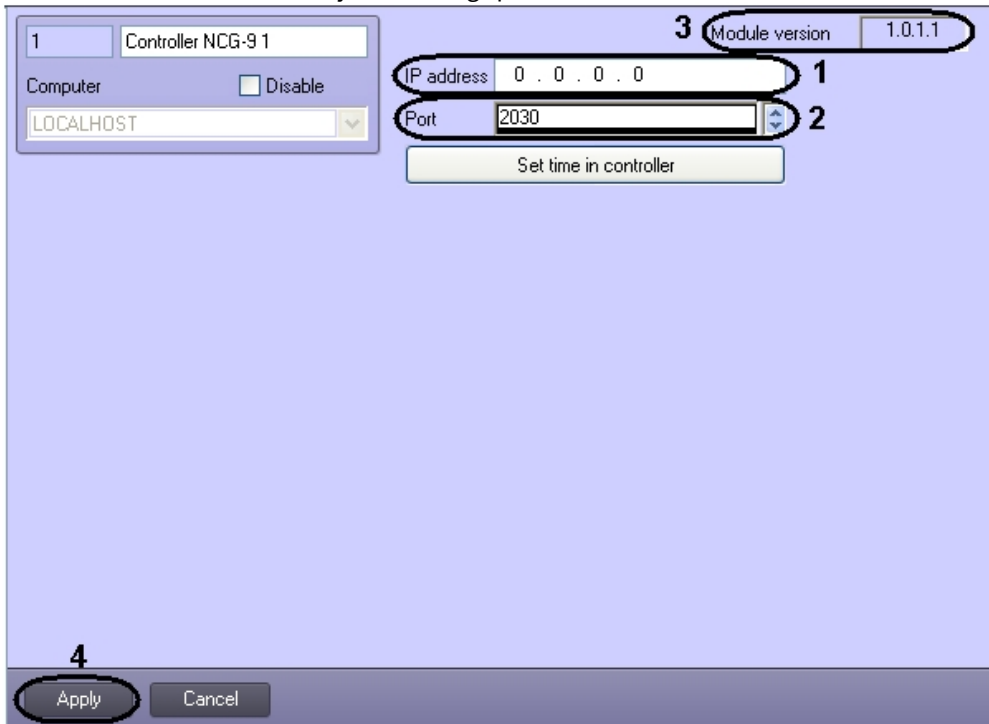 1 Controller NCG-9 1
Computer Disable
LOCALHOST
3 Module version 1.0.1.1
IP address 0 . 0 . 0 . 0 1
Port 2030 2
Set time in controller
4
Apply Cancel